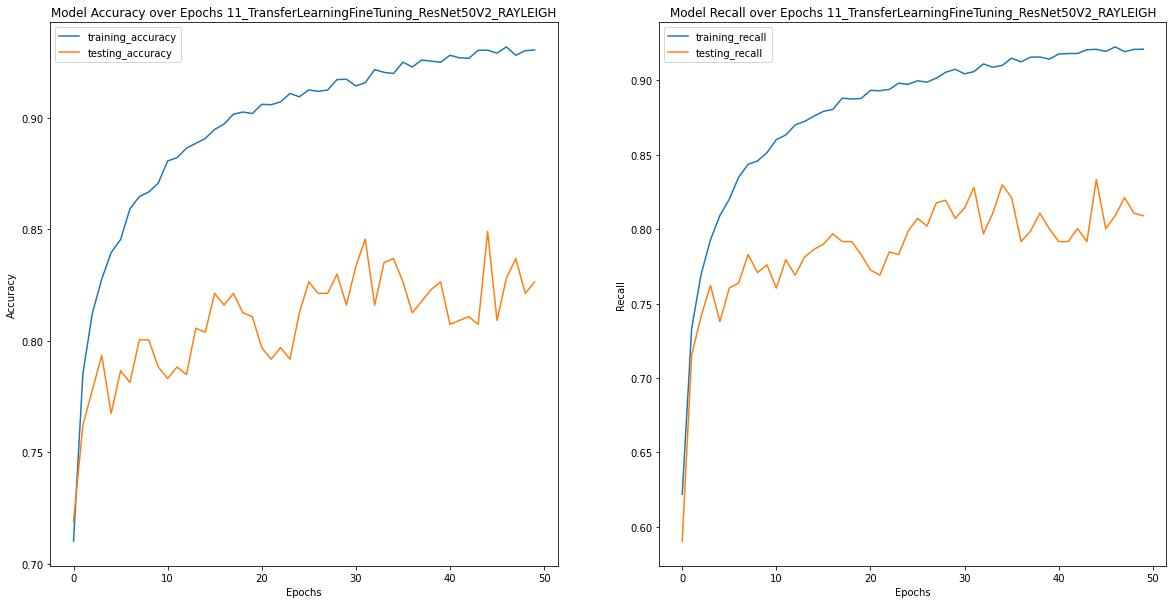 Model Accuracy over Epochs 11_TransferLearningFineTuning_ResNet50V2_RAYLEIGH
training_accuracy
testing_accuracy
0.90
0.85
0.80
0.75
0.70
Accuracy
0 10 20 30 40 50
Epochs
Model Recall over Epochs 11_TransferLearningFineTuning_ResNet50V2_RAYLEIGH
training_recall
testing_recall
0.90
0.85
0.80
0.75
0.70
0.65
0.60
Recall
0 10 20 30 40 50
Epochs